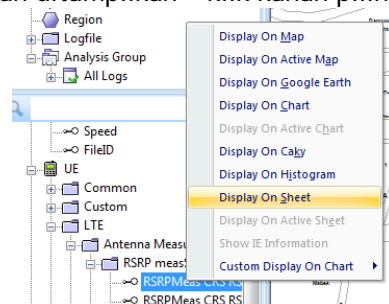 Region
Logfile
Analysis Group
All Logs
Speed
FileID
UE
Common
Custom
LTE
Antenna Measu
RSRP meas
RSRPMeas CRS RS
RSRPMeas CRS RS
Display On Map
Display On Active Map
Display On Google Earth
Display On Chart
Display On Active Chart
Display On Caky
Display On Histogram
Display On Sheet
Display On Active Sheet
Show IE Information
Custom Display On Chart